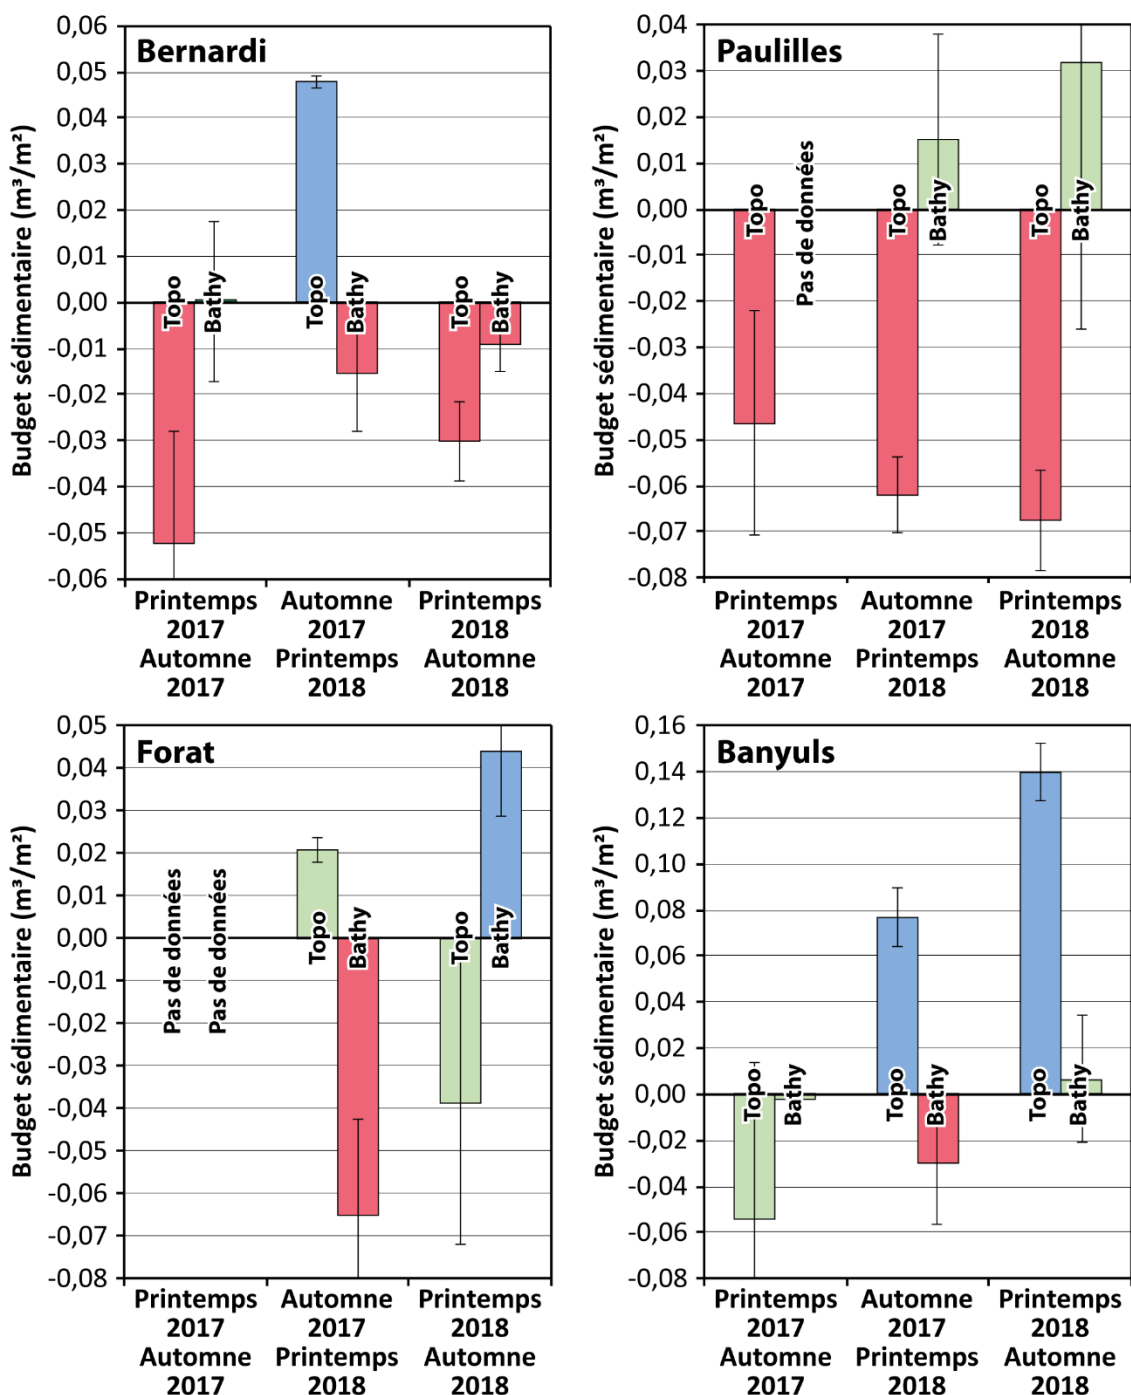 Bernardi
Budget sédimentaire (m³/m²)
0,06
0,05
0,04
0,03
0,02
0,01
0,00
-0,01
-0,02
-0,03
-0,04
-0,05
-0,06
Topo
Bathy
Topo
Bathy
Topo
Bathy
Printemps
2017
Automne
2017
Automne
2017
Printemps
2018
Printemps
2018
Automne
2018
Paulilles
Budget sédimentaire (m³/m²)
0,04
0,03
0,02
0,01
0,00
-0,01
-0,02
-0,03
-0,04
-0,05
-0,06
-0,07
-0,08
Topo
Pas de données
Topo
Bathy
Topo
Bathy
Printemps
2017
Automne
2017
Automne
2017
Printemps
2018
Printemps
2018
Automne
2018
Forat
Budget sédimentaire (m³/m²)
0,05
0,04
0,03
0,02
0,01
0,00
-0,01
-0,02
-0,03
-0,04
-0,05
-0,06
-0,07
-0,08
Pas de données
Pas de données
Topo
Bathy
Topo
Bathy
Printemps
2017
Automne
2017
Automne
2017
Printemps
2018
Printemps
2018
Automne
2018
Banyuls
Budget sédimentaire (m³/m²)
0,16
0,14
0,12
0,10
0,08
0,06
0,04
0,02
0,00
-0,02
-0,04
-0,06
-0,08
Topo
Bathy
Topo
Bathy
Topo
Bathy
Printemps
2017
Automne
2017
Automne
2017
Printemps
2018
Printemps
2018
Automne
2018